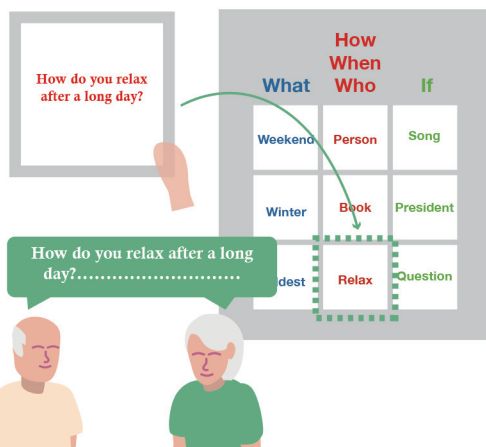 How do you relax
after a long day?
How
When
What Who If
Weekend Person Song
Winter Book President
dest Relax Question
How do you relax after a long
day?............................